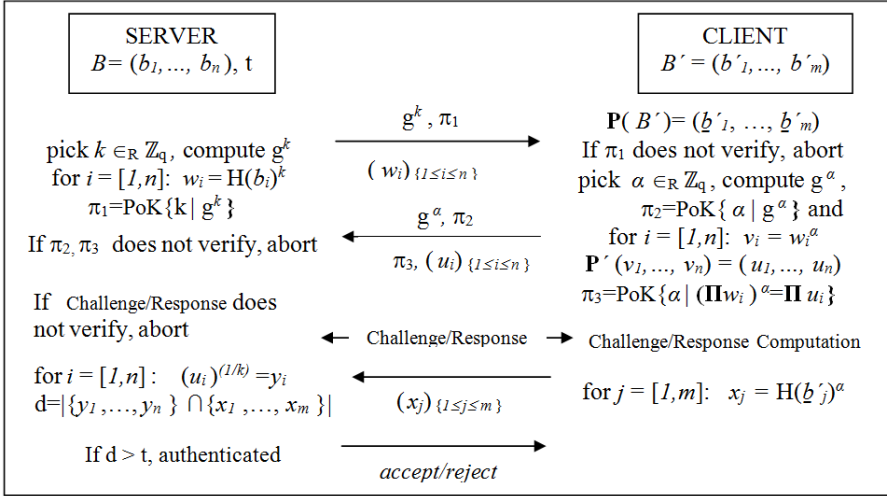 SERVER
B= (b₁,..., bₙ), t
CLIENT
B´ = (b´₁,..., b´ₘ)
gᵏ , π₁
(wᵢ){1≤i≤n}
P( B´)= (b̲´₁, …, b̲´ₘ)
If π₁ does not verify, abort
pick α ∈R ℤq, compute g^α ,
π₂=PoK{ α | g^α } and
for i = [1,n]: vᵢ = wᵢ^α
P´ (v₁,..., vₙ) = ( u₁,..., uₙ)
π₃=PoK{α | (Πwᵢ )^α=Π uᵢ}
pick k ∈R ℤq, compute gᵏ
for i = [1,n]: wᵢ = H(bᵢ)ᵏ
π₁=PoK{k | gᵏ}
If π₂, π₃ does not verify, abort
g^α, π₂
π₃, (uᵢ){1≤i≤n}
If Challenge/Response does
not verify, abort
Challenge/Response
Challenge/Response Computation
for i = [1,n] : (uᵢ)^(1/k) =yᵢ
d=|{y₁ ,…,yₙ } ∩{x₁ ,…, xₘ }|
(xⱼ){1≤j≤m}
for j = [1,m]: xⱼ = H(b̲´ⱼ)^α
If d > t, authenticated
accept/reject